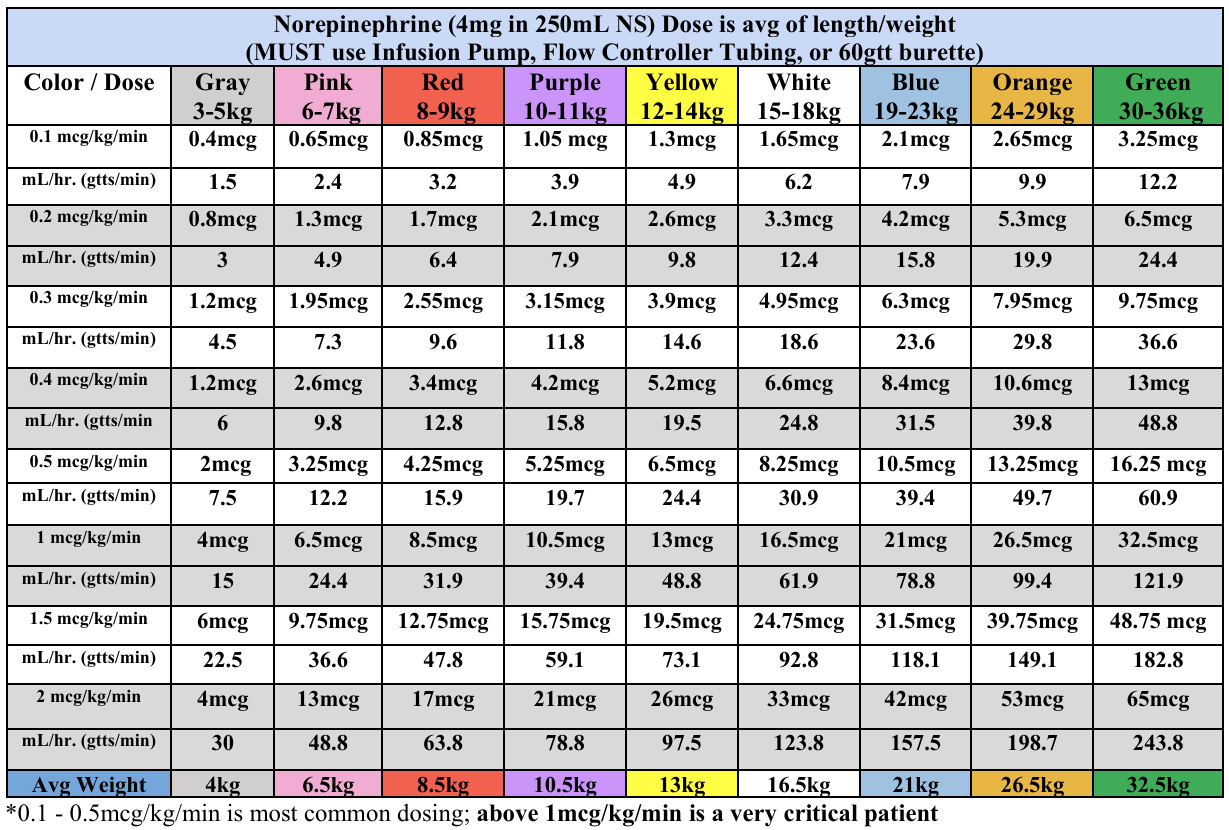 Norepinephrine (4mg in 250mL NS) Dose is avg of length/weight
(MUST use Infusion Pump, Flow Controller Tubing, or 60gtt burette)
Color / Dose Gray 3-5kg Pink 6-7kg Red 8-9kg Purple 10-11kg Yellow 12-14kg White 15-18kg Blue 19-23kg Orange 24-29kg Green 30-36kg
0.1 mcg/kg/min 0.4mcg 0.65mcg 0.85mcg 1.05 mcg 1.3mcg 1.65mcg 2.1mcg 2.65mcg 3.25mcg
mL/hr. (gtts/min) 1.5 2.4 3.2 3.9 4.9 6.2 7.9 9.9 12.2
0.2 mcg/kg/min 0.8mcg 1.3mcg 1.7mcg 2.1mcg 2.6mcg 3.3mcg 4.2mcg 5.3mcg 6.5mcg
mL/hr. (gtts/min) 3 4.9 6.4 7.9 9.8 12.4 15.8 19.9 24.4
0.3 mcg/kg/min 1.2mcg 1.95mcg 2.55mcg 3.15mcg 3.9mcg 4.95mcg 6.3mcg 7.95mcg 9.75mcg
mL/hr. (gtts/min) 4.5 7.3 9.6 11.8 14.6 18.6 23.6 29.8 36.6
0.4 mcg/kg/min 1.2mcg 2.6mcg 3.4mcg 4.2mcg 5.2mcg 6.6mcg 8.4mcg 10.6mcg 13mcg
mL/hr. (gtts/min 6 9.8 12.8 15.8 19.5 24.8 31.5 39.8 48.8
0.5 mcg/kg/min 2mcg 3.25mcg 4.25mcg 5.25mcg 6.5mcg 8.25mcg 10.5mcg 13.25mcg 16.25 mcg
mL/hr. (gtts/min) 7.5 12.2 15.9 19.7 24.4 30.9 39.4 49.7 60.9
1 mcg/kg/min 4mcg 6.5mcg 8.5mcg 10.5mcg 13mcg 16.5mcg 21mcg 26.5mcg 32.5mcg
mL/hr. (gtts/min) 15 24.4 31.9 39.4 48.8 61.9 78.8 99.4 121.9
1.5 mcg/kg/min 6mcg 9.75mcg 12.75mcg 15.75mcg 19.5mcg 24.75mcg 31.5mcg 39.75mcg 48.75 mcg
mL/hr. (gtts/min) 22.5 36.6 47.8 59.1 73.1 92.8 118.1 149.1 182.8
2 mcg/kg/min 4mcg 13mcg 17mcg 21mcg 26mcg 33mcg 42mcg 53mcg 65mcg
mL/hr. (gtts/min) 30 48.8 63.8 78.8 97.5 123.8 157.5 198.7 243.8
Avg Weight 4kg 6.5kg 8.5kg 10.5kg 13kg 16.5kg 21kg 26.5kg 32.5kg
*0.1 - 0.5mcg/kg/min is most common dosing; above 1mcg/kg/min is a very critical patient